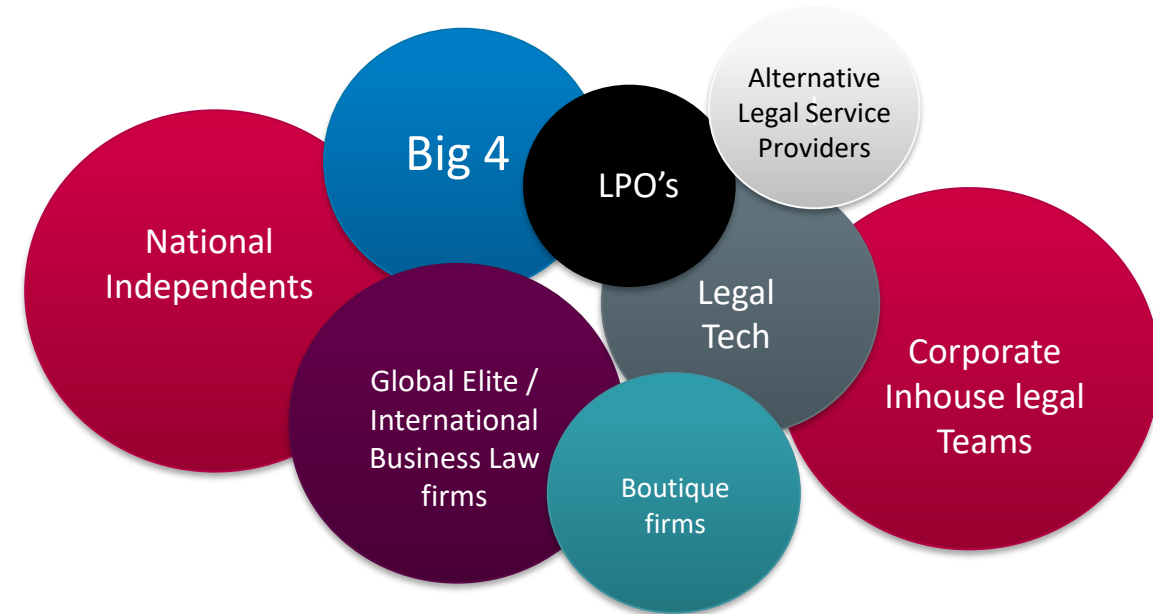 National
Independents
Big 4
LPO’s
Alternative
Legal Service
Providers
Global Elite /
International
Business Law
firms
Legal
Tech
Boutique
firms
Corporate
Inhouse legal
Teams